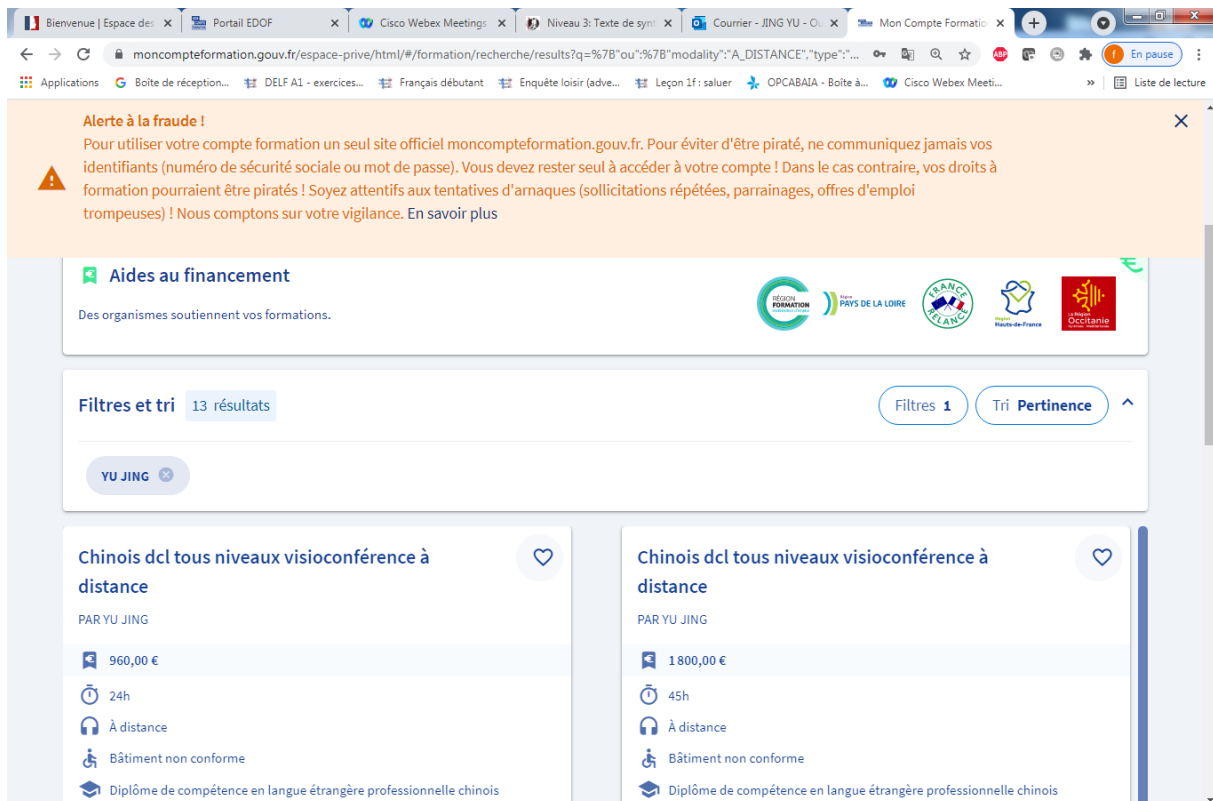 Bienvenue | Espace des
Portail EDOF
Cisco Webex Meetings
Niveau 3: Texte de synt
Courrier - JING YU - Ou
Mon Compte Formatio
moncompteformation.gouv.fr/espace-prive/html/#/formation/recherche/results?q=%7B"ou":%7B"modality":"A_DISTANCE","type":"...
En pause
Applications
Boîte de réception...
DELF A1 - exercices...
Français débutant
Enquête loisir (adve...
Leçon 1f: saluer
OPCABAIA - Boîte à...
Cisco Webex Meeti...
»
Liste de lecture
Alerte à la fraude !
Pour utiliser votre compte formation un seul site officiel moncompteformation.gouv.fr. Pour éviter d'être piraté, ne communiquez jamais vos
identifiants (numéro de sécurité sociale ou mot de passe). Vous devez rester seul à accéder à votre compte ! Dans le cas contraire, vos droits à
formation pourraient être piratés ! Soyez attentifs aux tentatives d'arnaques (sollicitations répétées, parrainages, offres d'emploi
trompeuses) ! Nous comptons sur votre vigilance. En savoir plus
Aides au financement
Des organismes soutiennent vos formations.
RÉGION
FORMATION
Région
PAYS DE LA LOIRE
FRANCE
RELANCE
Région
Hauts-de-France
La Région
Occitanie
Filtres et tri 13 résultats
Filtres 1
Tri Pertinence
YU JING
Chinois dcl tous niveaux visioconférence à
distance
PAR YU JING
960,00 €
24h
À distance
Bâtiment non conforme
Diplôme de compétence en langue étrangère professionnelle chinois
Chinois dcl tous niveaux visioconférence à
distance
PAR YU JING
1 800,00 €
45h
À distance
Bâtiment non conforme
Diplôme de compétence en langue étrangère professionnelle chinois